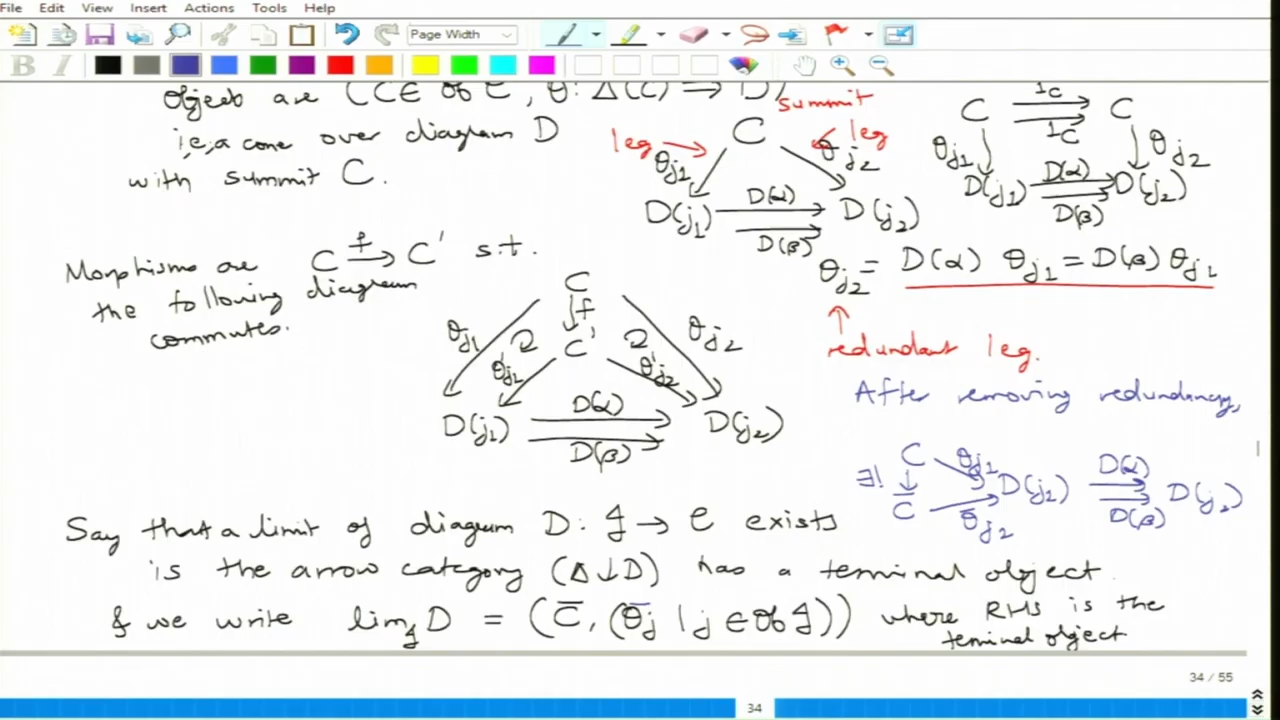 File Edit View Insert Actions Tools Help
Page Width
B I
Object are (C ∈ Ob C, θ: Δ(C) ⇒ D)
i.e., a cone over diagram D
with summit C.
summit
leg → C ← leg
θj1 θj2
D(j1) D(α) D(β) D(j2)
C 1C 1C C
θj1 θj2
D(j1) D(α) D(β) D(j2)
θj2 = D(α) θj1 = D(β) θj1
↑
redundant leg.
Morphisms are C f→ C' s.t.
the following diagram
commutes.
C
θj1 ↓f θj2
θ'j1 C' θ'j2
D(j1) D(α) D(β) D(j2)
After removing redundancy,
C θj1
∃! ↓ D(j1) D(α) D(β) D(j2)
C̄ θ̄j2
Say that a limit of diagram D: J → C exists
is the arrow category (Δ↓D) has a terminal object.
& we write limJ D = (C̄, (θ̄j | j ∈ Ob J)) where RHS is the
terminal object
34 / 55
34